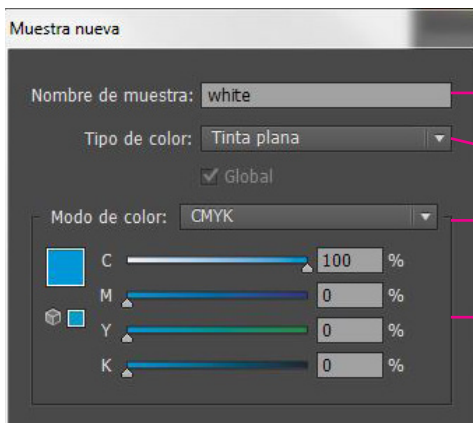 Muestra nueva
Nombre de muestra: white
Tipo de color: Tinta plana
Global
Modo de color: CMYK
C 100 %
M 0 %
Y 0 %
K 0 %